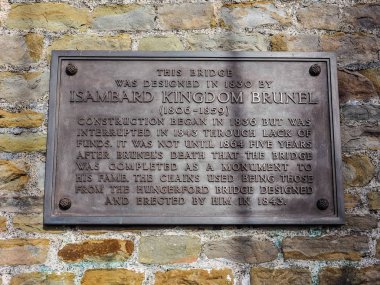 THIS BRIDGE
WAS DESIGNED IN 1830 BY
ISAMBARD KINGDOM BRUNEL
(1806-1859)
CONSTRUCTION BEGAN IN 1836 BUT WAS
INTERRUPTED IN 1843 THROUGH LACK OF
FUNDS. IT WAS NOT UNTIL 1864 FIVE YEARS
AFTER BRUNEL'S DEATH THAT THE BRIDGE
WAS COMPLETED AS A MONUMENT TO
HIS FAME. THE CHAINS USED BEING THOSE
FROM THE HUNGERFORD BRIDGE DESIGNED
AND ERECTED BY HIM IN 1843.